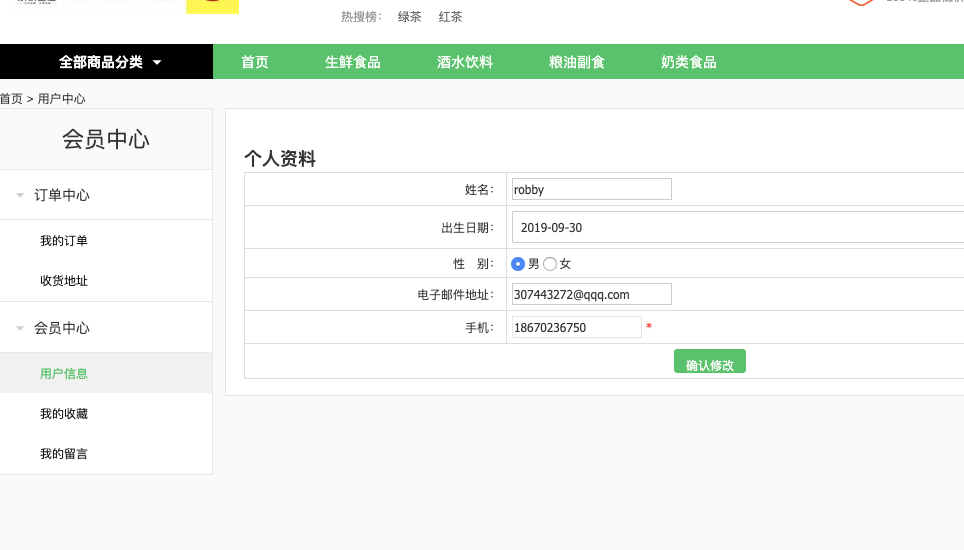 热搜榜： 绿茶 红茶
全部商品分类 首页 生鲜食品 酒水饮料 粮油副食 奶类食品
首页 > 用户中心
会员中心
订单中心
我的订单
收货地址
会员中心
用户信息
我的收藏
我的留言
个人资料
姓名： robby
出生日期： 2019-09-30
性 别： 男 女
电子邮件地址： 307443272@qqq.com
手机： 18670236750 *
确认修改